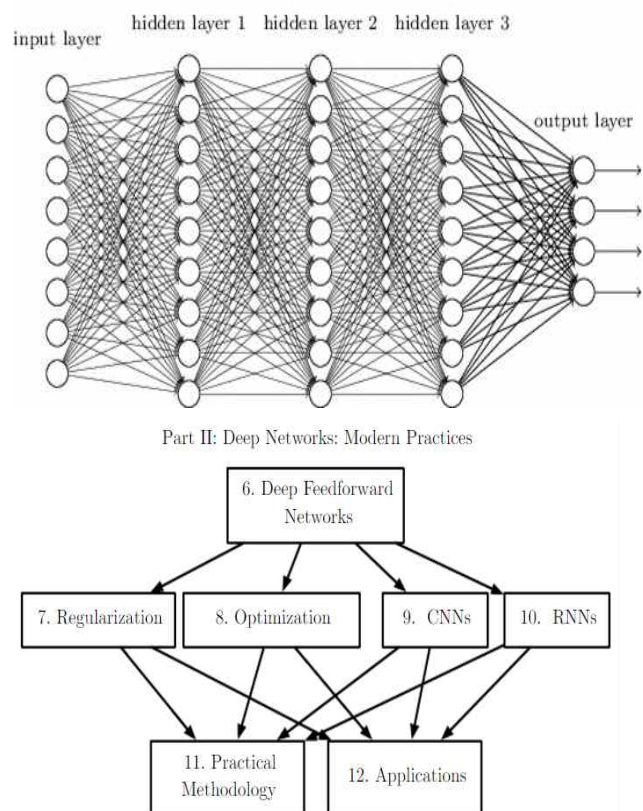 hidden layer 1 hidden layer 2 hidden layer 3
input layer
output layer
Part II: Deep Networks: Modern Practices
6. Deep Feedforward
Networks
7. Regularization
8. Optimization
9. CNNs
10. RNNs
11. Practical
Methodology
12. Applications